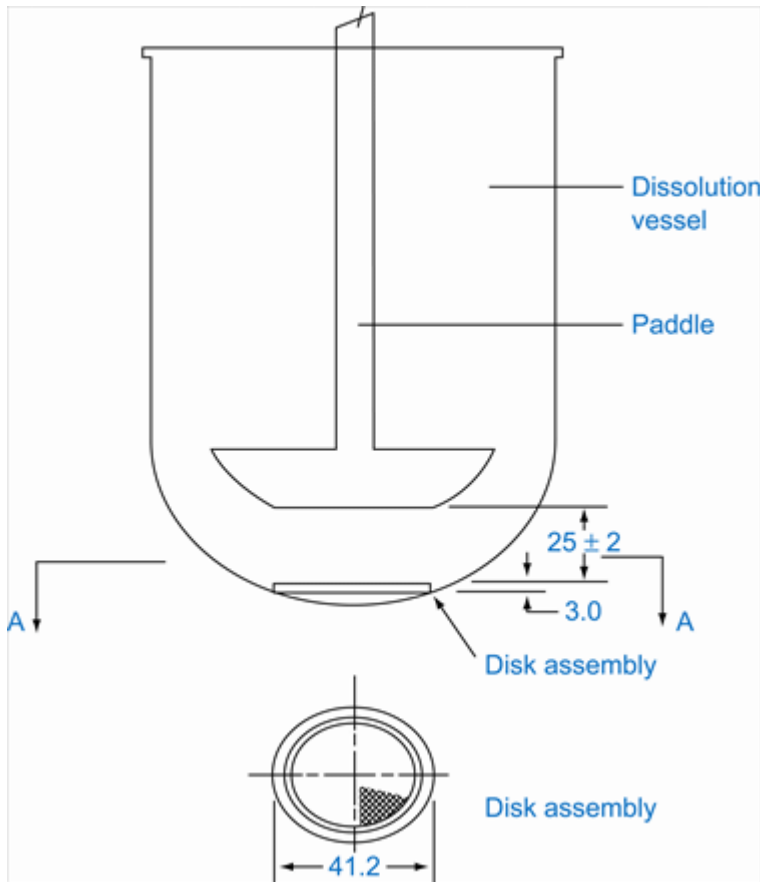 Dissolution
vessel
Paddle
25 ± 2
A
3.0
A
Disk assembly
Disk assembly
41.2